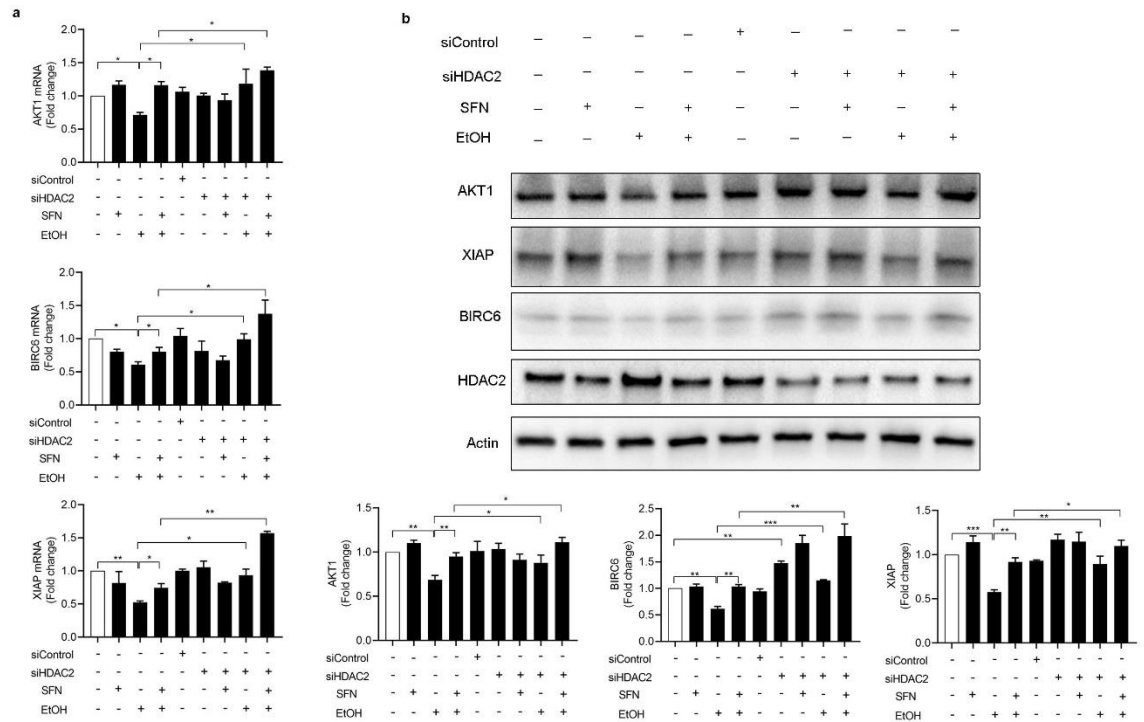 a
AKT1 mRNA
(Fold change)
2.0
1.5
1.0
0.5
0.0
* * * *
siControl - - - - + - - - -
siHDAC2 - - - - - + + + +
SFN - + - + - - + - +
EtOH - - + + - - - + +
BIRC6 mRNA
(Fold change)
2.0
1.5
1.0
0.5
0.0
* * * *
siControl - - - - + - - - -
siHDAC2 - - - - - + + + +
SFN - + - + - - + - +
EtOH - - + + - - - + +
XIAP mRNA
(Fold change)
2.0
1.5
1.0
0.5
0.0
** * * **
siControl - - - - + - - - -
siHDAC2 - - - - - + + + +
SFN - + - + - - + - +
EtOH - - + + - - - + +
b
siControl – – – – + – – – –
siHDAC2 – – – – – + + + +
SFN – + – + – – + – +
EtOH – – + + – – – + +
AKT1
XIAP
BIRC6
HDAC2
Actin
AKT1
(Fold change)
1.5
1.0
0.5
0.0
** ** * *
siControl - - - - + - - - -
siHDAC2 - - - - - + + + +
SFN - + - + - - + - +
EtOH - - + + - - - + +
BIRC6
(Fold change)
2.5
2.0
1.5
1.0
0.5
0.0
** ** ** *** **
siControl - - - - + - - - -
siHDAC2 - - - - - + + + +
SFN - + - + - - + - +
EtOH - - + + - - - + +
XIAP
(Fold change)
1.5
1.0
0.5
0.0
*** ** ** *
siControl - - - - + - - - -
siHDAC2 - - - - - + + + +
SFN - + - + - - + - +
EtOH - - + + - - - + +